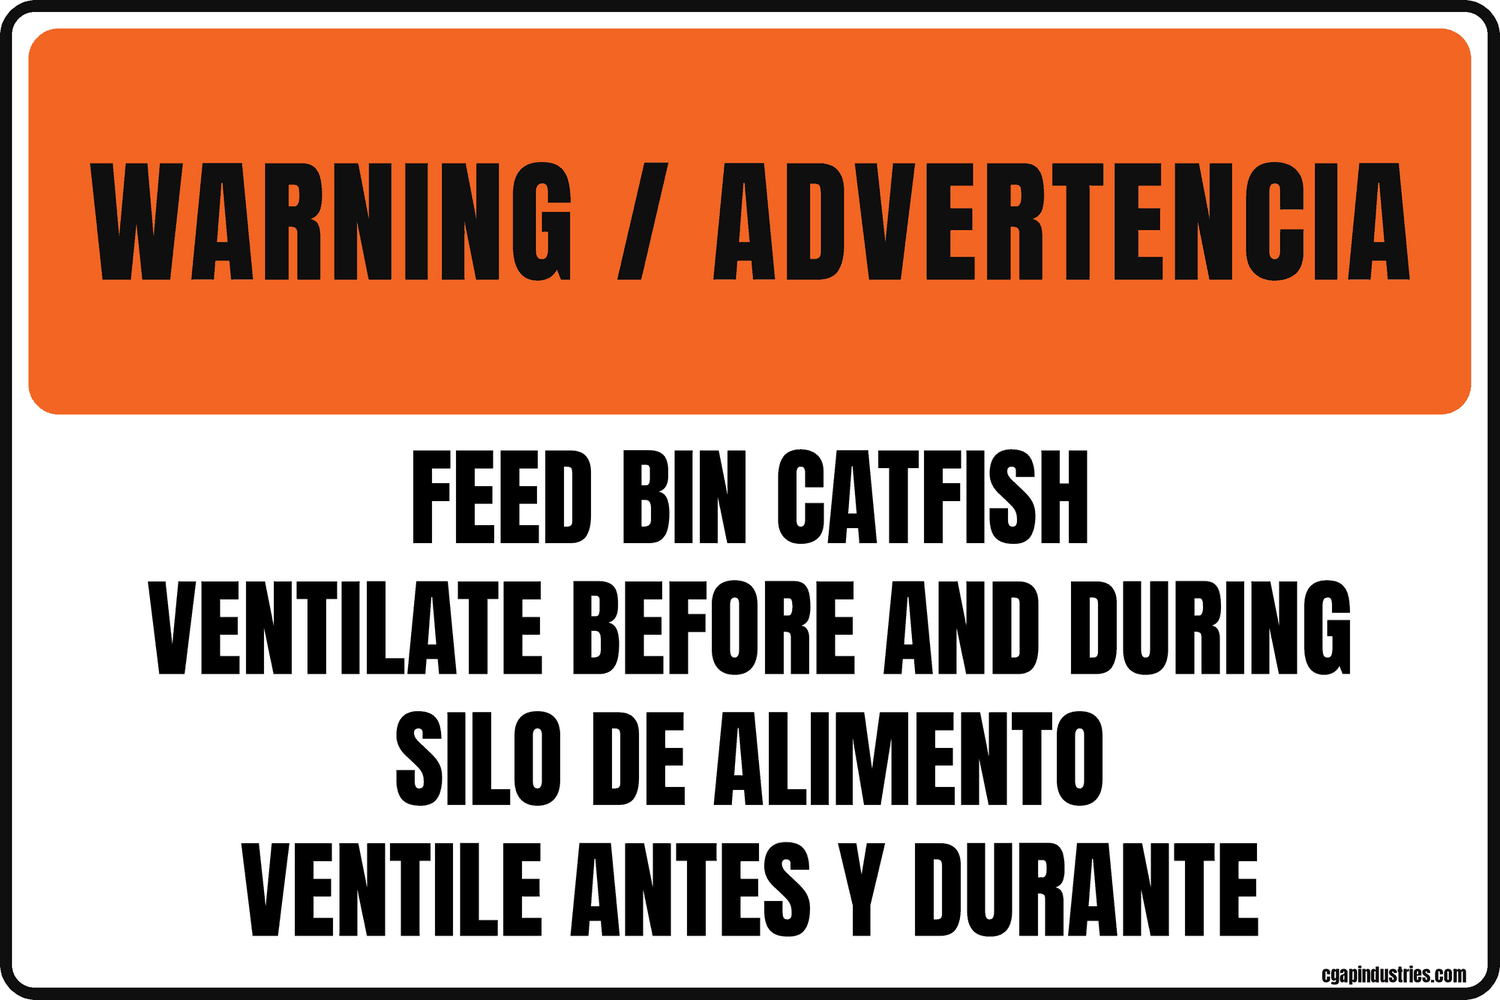 WARNING / ADVERTENCIA
FEED BIN CATFISH
VENTILATE BEFORE AND DURING
SILO DE ALIMENTO
VENTILE ANTES Y DURANTE
cgapindustries.com